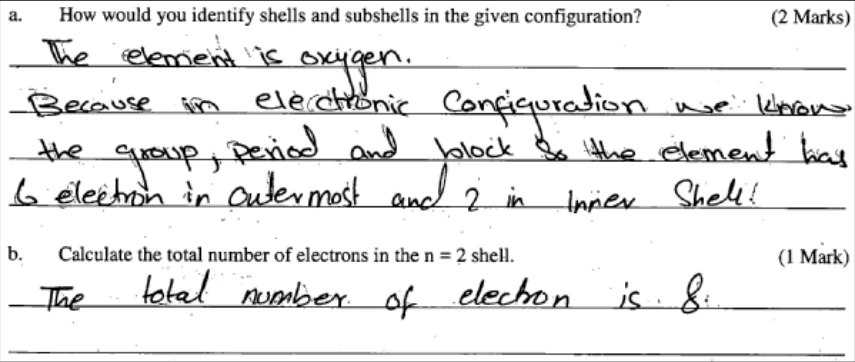 a. How would you identify shells and subshells in the given configuration? (2 Marks)
The element is oxygen.
Because in electronic Configuration we know
the group, period and block So the element has
6 electron in outermost and 2 in Inner Shell.
b. Calculate the total number of electrons in the n = 2 shell. (1 Mark)
The total number of electron is 8.